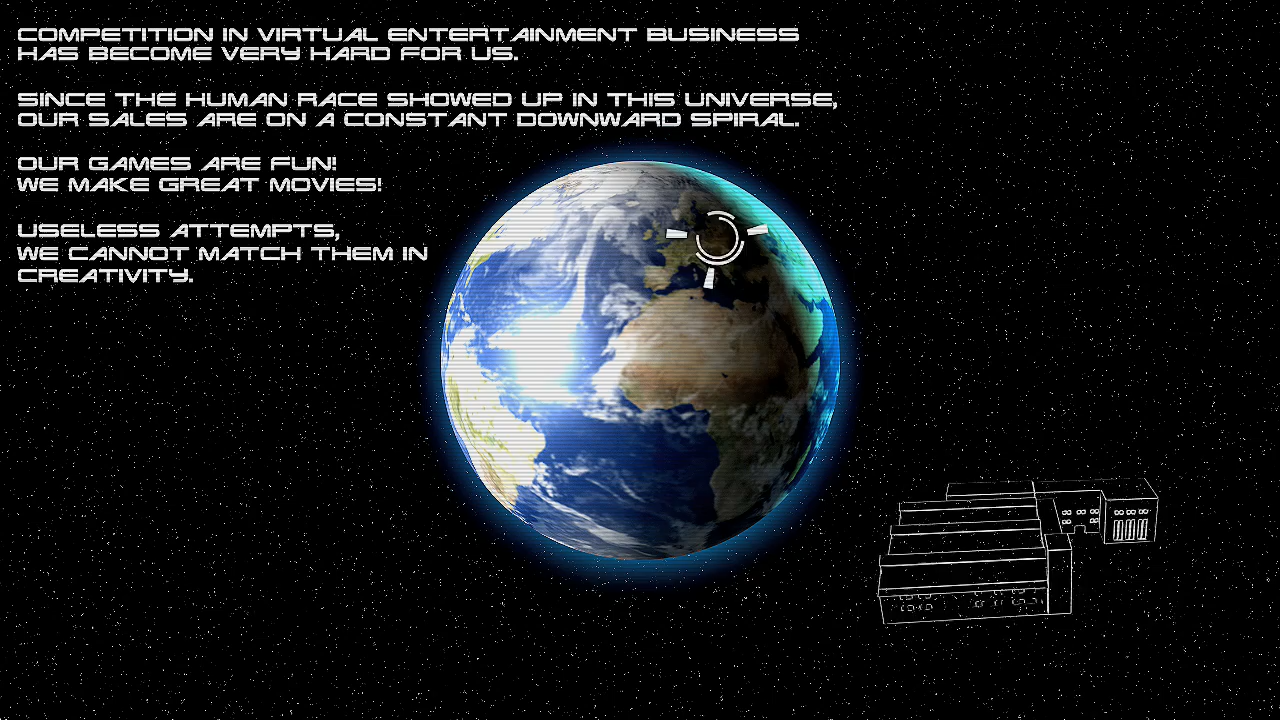 COMPETITION IN VIRTUAL ENTERTAINMENT BUSINESS
HAS BECOME VERY HARD FOR US.
SINCE THE HUMAN RACE SHOWED UP IN THIS UNIVERSE,
OUR SALES ARE ON A CONSTANT DOWNWARD SPIRAL.
OUR GAMES ARE FUN!
WE MAKE GREAT MOVIES!
USELESS ATTEMPTS,
WE CANNOT MATCH THEM IN
CREATIVITY.